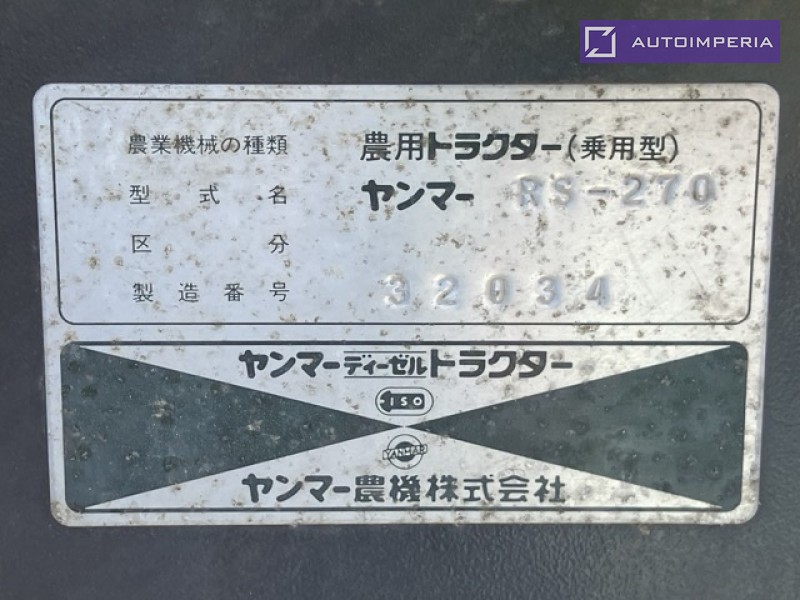 AUTOIMPERIA
農業機械の種類 農用トラクター(乗用型)
型式名 ヤンマー RS-270
区分
製造番号 32034
ヤンマーディーゼルトラクター
ISO
YANMAR
ヤンマー農機株式会社